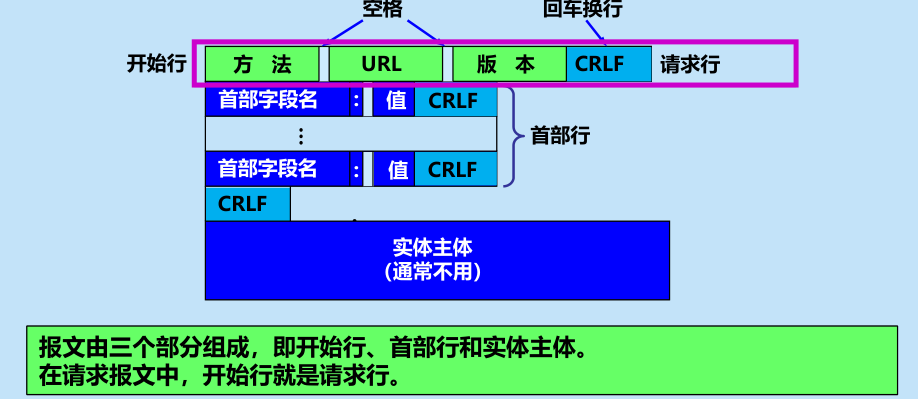 空格 回车换行
开始行 方 法 URL 版 本 CRLF 请求行
首部字段名 : 值 CRLF
⋮ 首部行
首部字段名 : 值 CRLF
CRLF
实体主体
(通常不用)
报文由三个部分组成，即开始行、首部行和实体主体。
在请求报文中，开始行就是请求行。